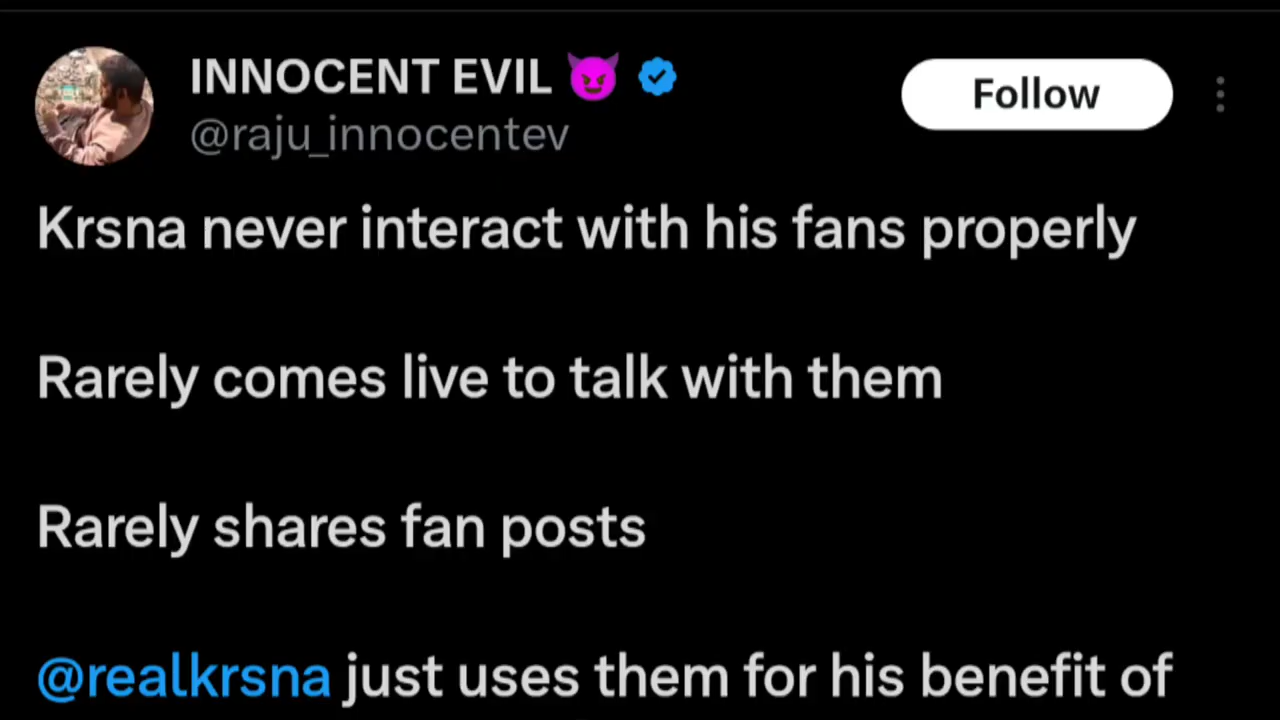 INNOCENT EVIL 😈
@raju_innocentev
Follow
Krsna never interact with his fans properly
Rarely comes live to talk with them
Rarely shares fan posts
@realkrsna just uses them for his benefit of